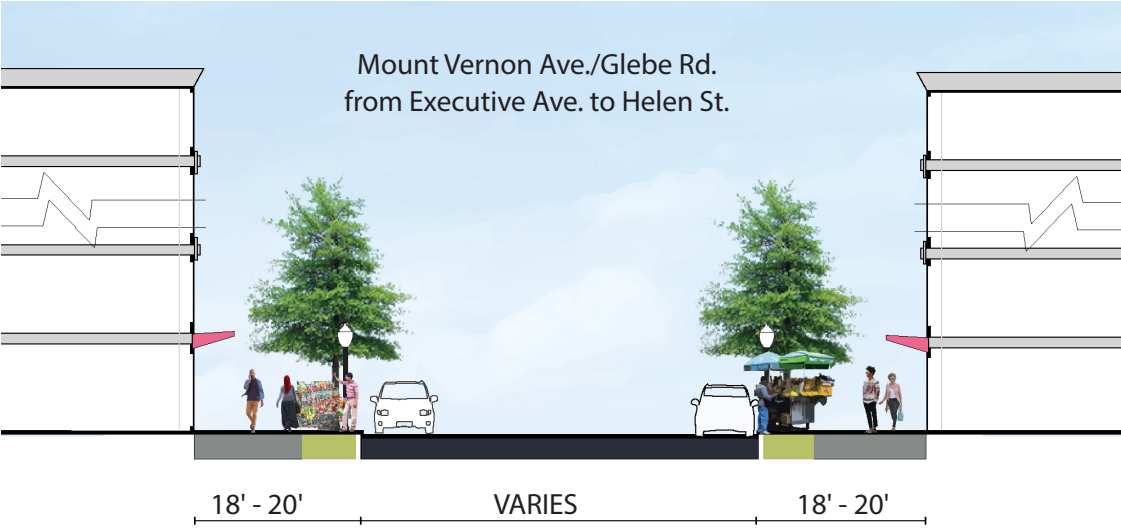 Mount Vernon Ave./Glebe Rd.
from Executive Ave. to Helen St.
18' - 20'
VARIES
18' - 20'